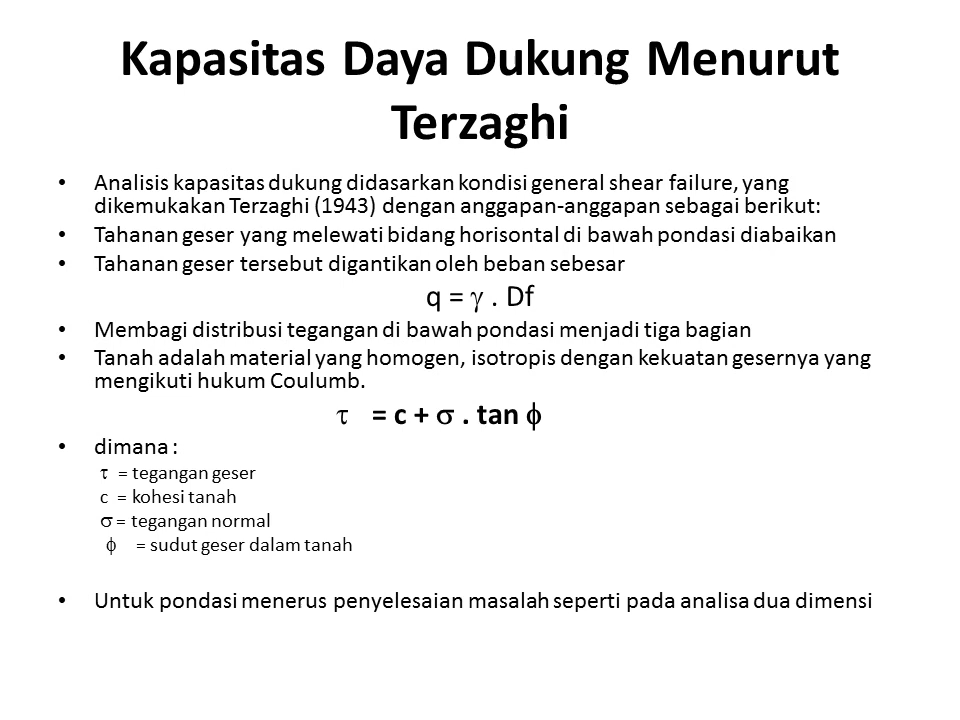 Kapasitas Daya Dukung Menurut
Terzaghi
• Analisis kapasitas dukung didasarkan kondisi general shear failure, yang
dikemukakan Terzaghi (1943) dengan anggapan-anggapan sebagai berikut:
• Tahanan geser yang melewati bidang horisontal di bawah pondasi diabaikan
• Tahanan geser tersebut digantikan oleh beban sebesar
q = γ . Df
• Membagi distribusi tegangan di bawah pondasi menjadi tiga bagian
• Tanah adalah material yang homogen, isotropis dengan kekuatan gesernya yang
mengikuti hukum Coulumb.
τ = c + σ . tan ϕ
• dimana :
τ = tegangan geser
c = kohesi tanah
σ = tegangan normal
ϕ = sudut geser dalam tanah
• Untuk pondasi menerus penyelesaian masalah seperti pada analisa dua dimensi